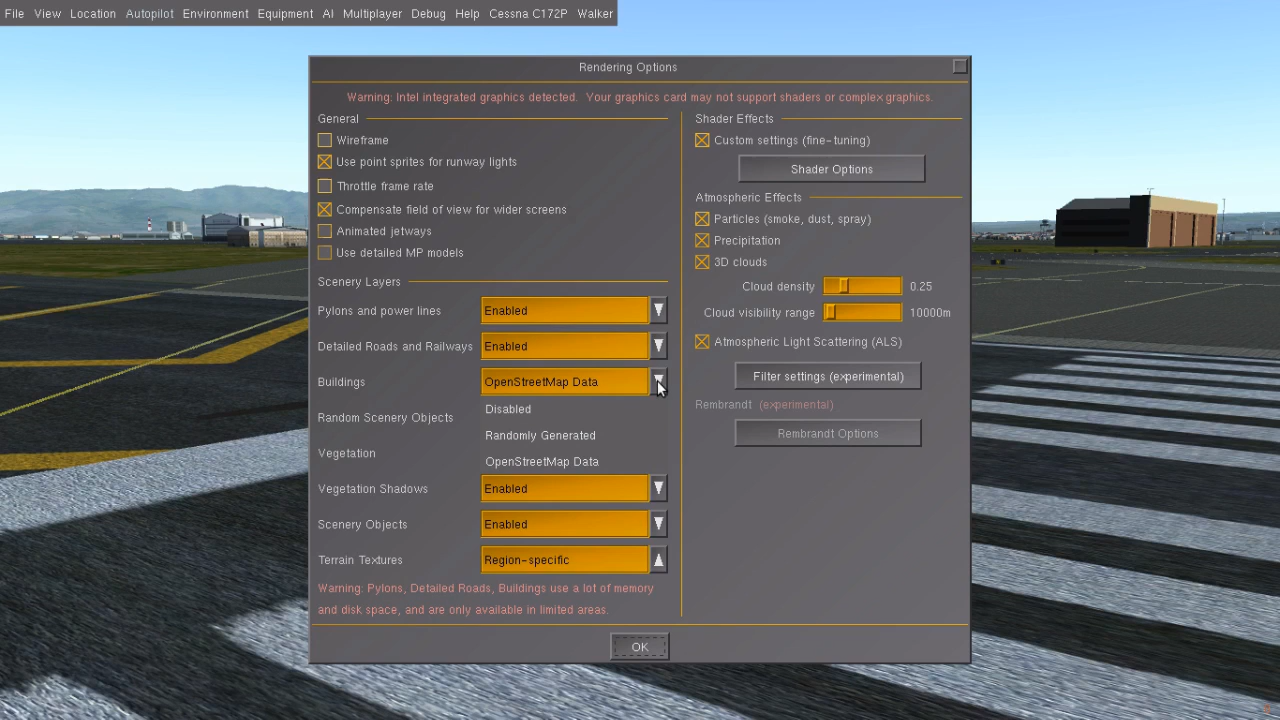 File View Location Autopilot Environment Equipment AI Multiplayer Debug Help Cessna C172P Walker
Rendering Options
Warning: Intel integrated graphics detected. Your graphics card may not support shaders or complex graphics.
General
Wireframe
Use point sprites for runway lights
Throttle frame rate
Compensate field of view for wider screens
Animated jetways
Use detailed MP models
Scenery Layers
Pylons and power lines Enabled
Detailed Roads and Railways Enabled
Buildings OpenStreetMap Data
Disabled
Random Scenery Objects
Randomly Generated
Vegetation
OpenStreetMap Data
Vegetation Shadows Enabled
Scenery Objects Enabled
Terrain Textures Region-specific
Warning: Pylons, Detailed Roads, Buildings use a lot of memory
and disk space, and are only available in limited areas.
Shader Effects
Custom settings (fine-tuning)
Shader Options
Atmospheric Effects
Particles (smoke, dust, spray)
Precipitation
3D clouds
Cloud density 0.25
Cloud visibility range 10000m
Atmospheric Light Scattering (ALS)
Filter settings (experimental)
Rembrandt (experimental)
Rembrandt Options
OK